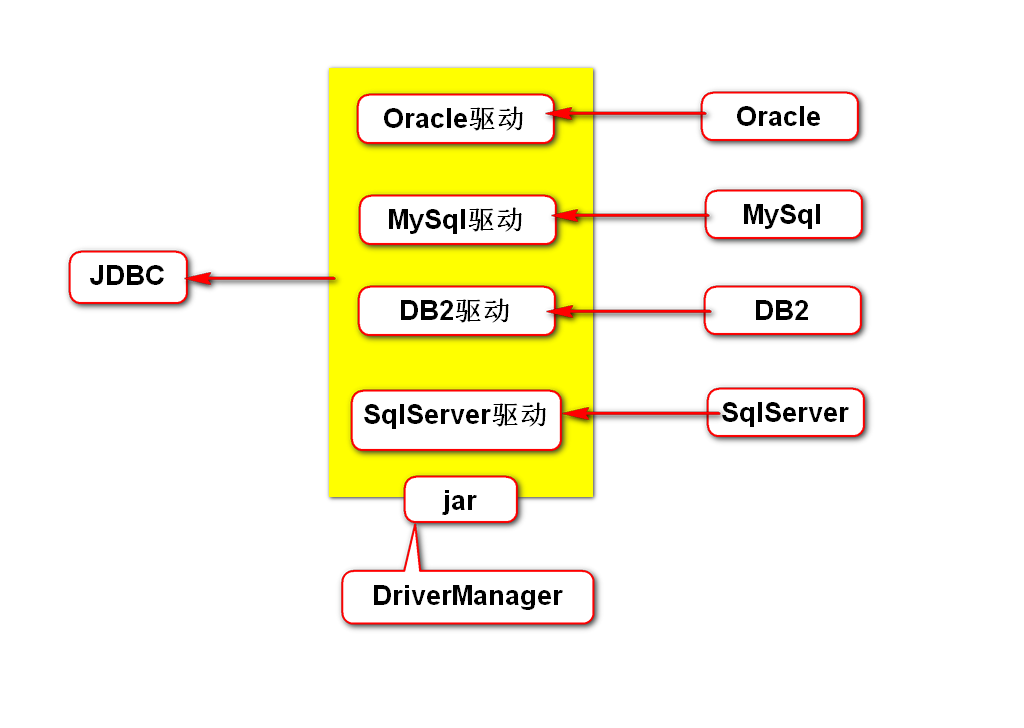 Oracle驱动
Oracle
MySql驱动
MySql
JDBC
DB2驱动
DB2
SqlServer驱动
SqlServer
jar
DriverManager